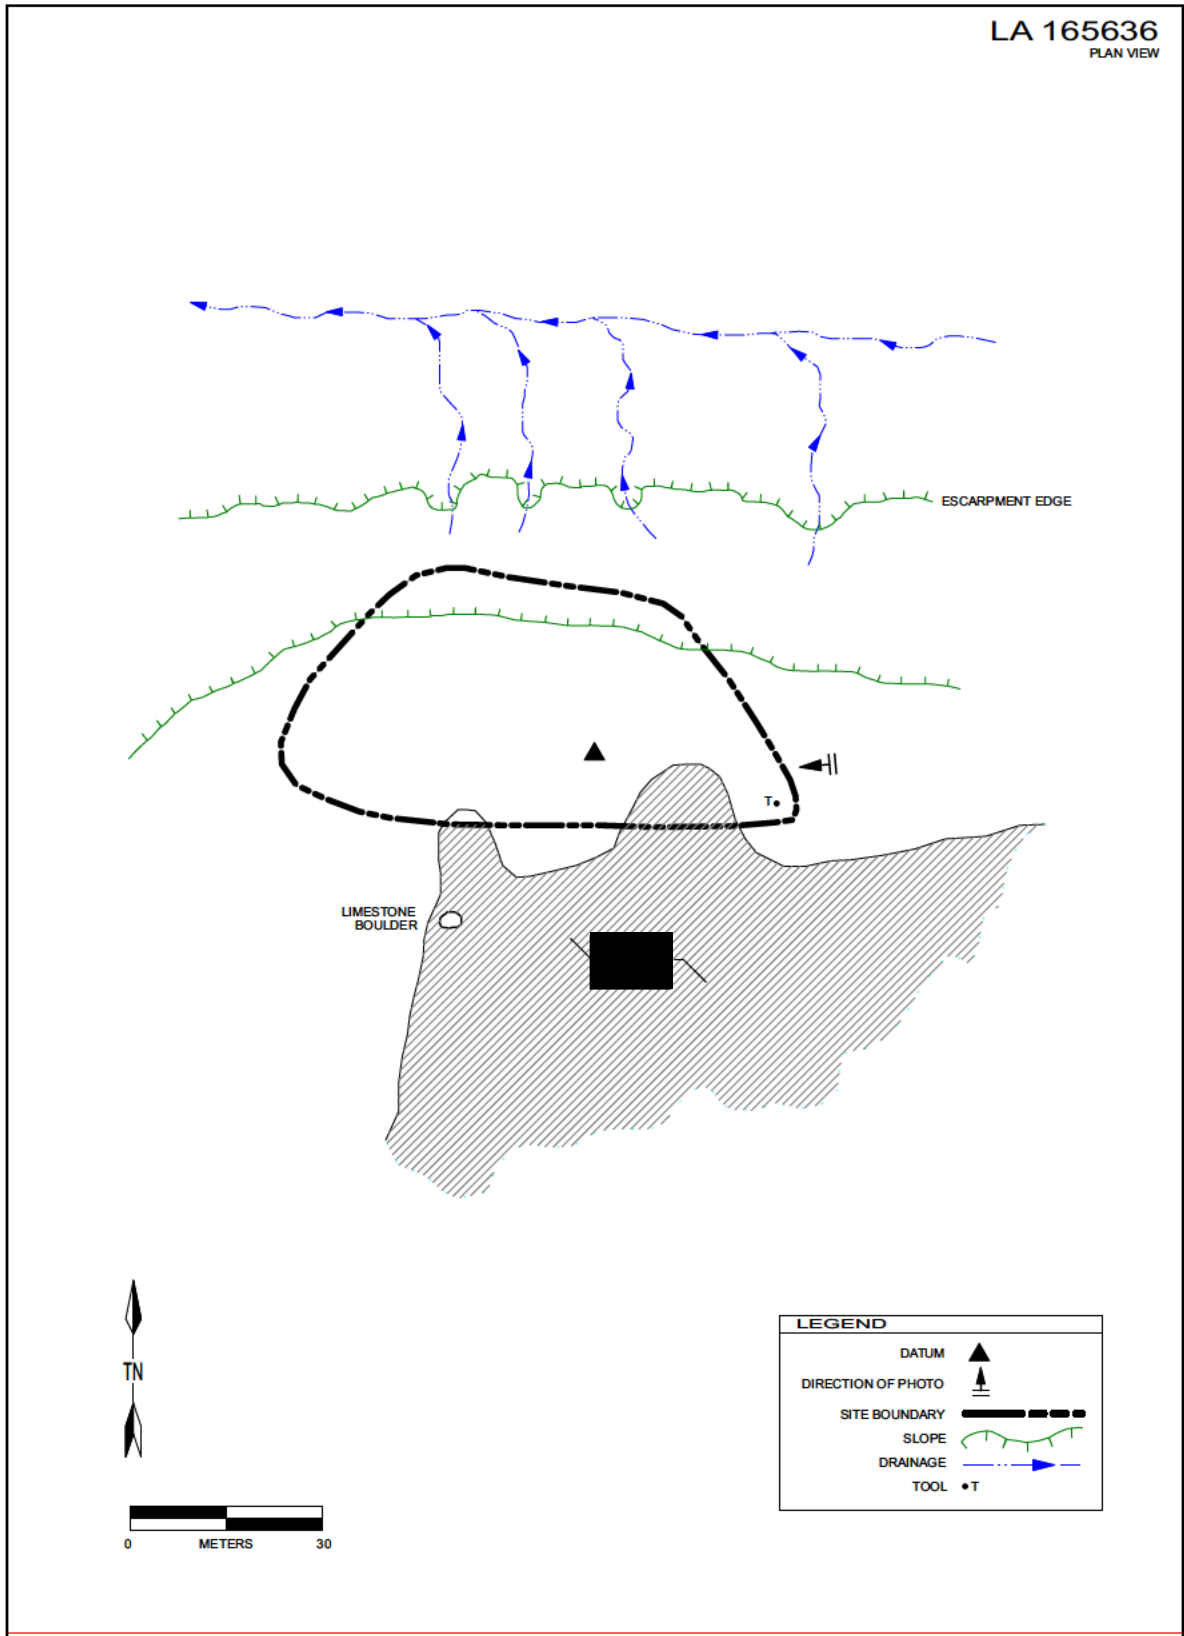 LA 165636
PLAN VIEW
ESCARPMENT EDGE
T
LIMESTONE
BOULDER
TN
0 METERS 30
LEGEND
DATUM
DIRECTION OF PHOTO
SITE BOUNDARY
SLOPE
DRAINAGE
TOOL T